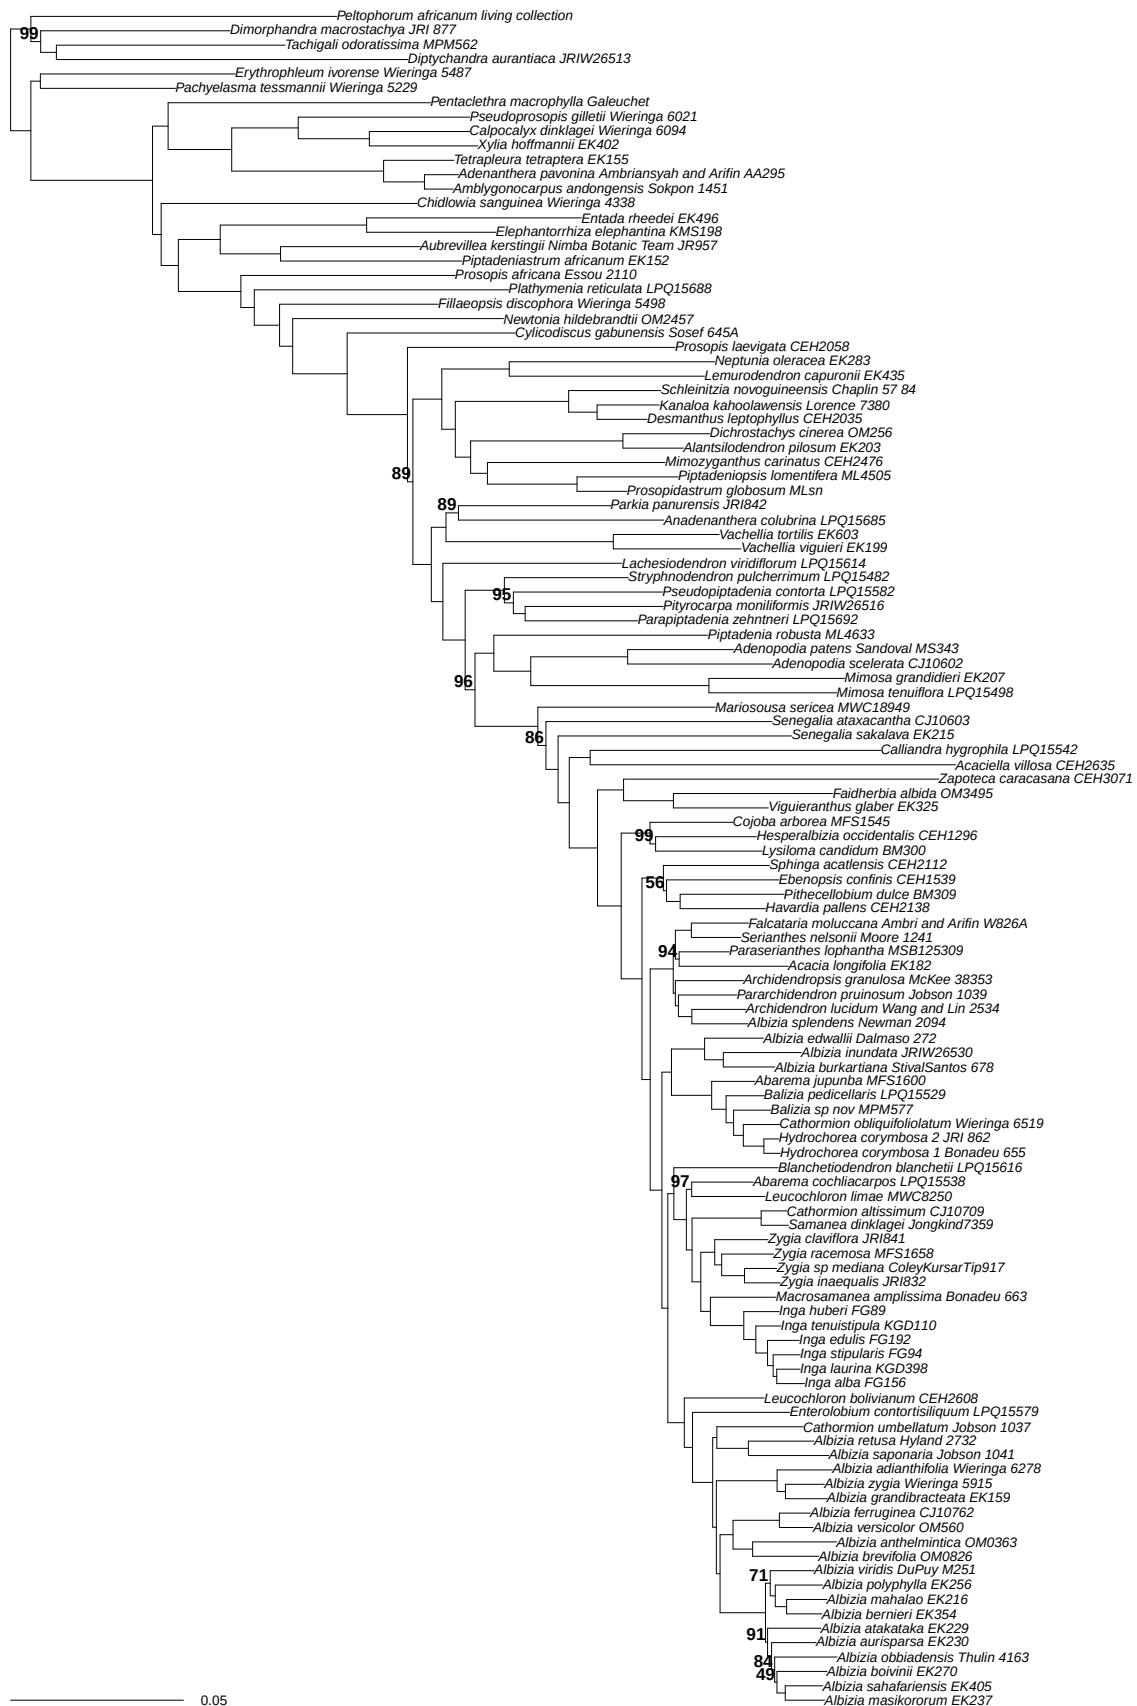 Peltophorum africanum living collection
99
Dimorphandra macrostachya JRI 877
Tachigali odoratissima MPM562
Diptychandra aurantiaca JRIW26513
Erythrophleum ivorense Wieringa 5487
Pachyelasma tessmannii Wieringa 5229
Pentaclethra macrophylla Galeuchet
Pseudoprosopis gilletii Wieringa 6021
Calpocalyx dinklagei Wieringa 6094
Xylia hoffmannii EK402
Tetrapleura tetraptera EK155
Adenanthera pavonina Ambriansyah and Arifin AA295
Amblygonocarpus andongensis Sokpon 1451
Chidlowia sanguinea Wieringa 4338
Entada rheedei EK496
Elephantorrhiza elephantina KMS198
Aubrevillea kerstingii Nimba Botanic Team JR957
Piptadeniastrum africanum EK152
Prosopis africana Essou 2110
Plathymenia reticulata LPQ15688
Fillaeopsis discophora Wieringa 5498
Newtonia hildebrandtii OM2457
Cylicodiscus gabunensis Sosef 645A
Prosopis laevigata CEH2058
Neptunia oleracea EK283
Lemurodendron capuronii EK435
Schleinitzia novoguineensis Chaplin 57 84
Kanaloa kahoolawensis Lorence 7380
Desmanthus leptophyllus CEH2035
Dichrostachys cinerea OM256
Alantsilodendron pilosum EK203
Mimozyganthus carinatus CEH2476
89
Piptadeniopsis lomentifera ML4505
Prosopidastrum globosum MLsn
89
Parkia panurensis JRI842
Anadenanthera colubrina LPQ15685
Vachellia tortilis EK603
Vachellia viguieri EK199
Lachesiodendron viridiflorum LPQ15614
Stryphnodendron pulcherrimum LPQ15482
95
Pseudopiptadenia contorta LPQ15582
Pityrocarpa moniliformis JRIW26516
Parapiptadenia zehntneri LPQ15692
Piptadenia robusta ML4633
Adenopodia patens Sandoval MS343
Adenopodia scelerata CJ10602
96
Mimosa grandidieri EK207
Mimosa tenuiflora LPQ15498
Mariosousa sericea MWC18949
Senegalia ataxacantha CJ10603
86
Senegalia sakalava EK215
Calliandra hygrophila LPQ15542
Acaciella villosa CEH2635
Zapoteca caracasana CEH3071
Faidherbia albida OM3495
Viguieranthus glaber EK325
Cojoba arborea MFS1545
99
Hesperalbizia occidentalis CEH1296
Lysiloma candidum BM300
Sphinga acatlensis CEH2112
56
Ebenopsis confinis CEH1539
Pithecellobium dulce BM309
Havardia pallens CEH2138
Falcataria moluccana Ambri and Arifin W826A
Serianthes nelsonii Moore 1241
94
Paraserianthes lophantha MSB125309
Acacia longifolia EK182
Archidendropsis granulosa McKee 38353
Pararchidendron pruinosum Jobson 1039
Archidendron lucidum Wang and Lin 2534
Albizia splendens Newman 2094
Albizia edwallii Dalmaso 272
Albizia inundata JRIW26530
Albizia burkartiana StivalSantos 678
Abarema jupunba MFS1600
Balizia pedicellaris LPQ15529
Balizia sp nov MPM577
Cathormion obliquifoliolatum Wieringa 6519
Hydrochorea corymbosa 2 JRI 862
Hydrochorea corymbosa 1 Bonadeu 655
Blanchetiodendron blanchetii LPQ15616
97
Abarema cochliacarpos LPQ15538
Leucochloron limae MWC8250
Cathormion altissimum CJ10709
Samanea dinklagei Jongkind7359
Zygia claviflora JRI841
Zygia racemosa MFS1658
Zygia sp mediana ColeyKursarTip917
Zygia inaequalis JRI832
Macrosamanea amplissima Bonadeu 663
Inga huberi FG89
Inga tenuistipula KGD110
Inga edulis FG192
Inga stipularis FG94
Inga laurina KGD398
Inga alba FG156
Leucochloron bolivianum CEH2608
Enterolobium contortisiliquum LPQ15579
Cathormion umbellatum Jobson 1037
Albizia retusa Hyland 2732
Albizia saponaria Jobson 1041
Albizia adianthifolia Wieringa 6278
Albizia zygia Wieringa 5915
Albizia grandibracteata EK159
Albizia ferruginea CJ10762
Albizia versicolor OM560
Albizia anthelmintica OM0363
Albizia brevifolia OM0826
Albizia viridis DuPuy M251
71
Albizia polyphylla EK256
Albizia mahalao EK216
Albizia bernieri EK354
Albizia atakataka EK229
91
Albizia aurisparsa EK230
Albizia obbiadensis Thulin 4163
84
Albizia boivinii EK270
49
Albizia sahafariensis EK405
Albizia masikororum EK237
0.05